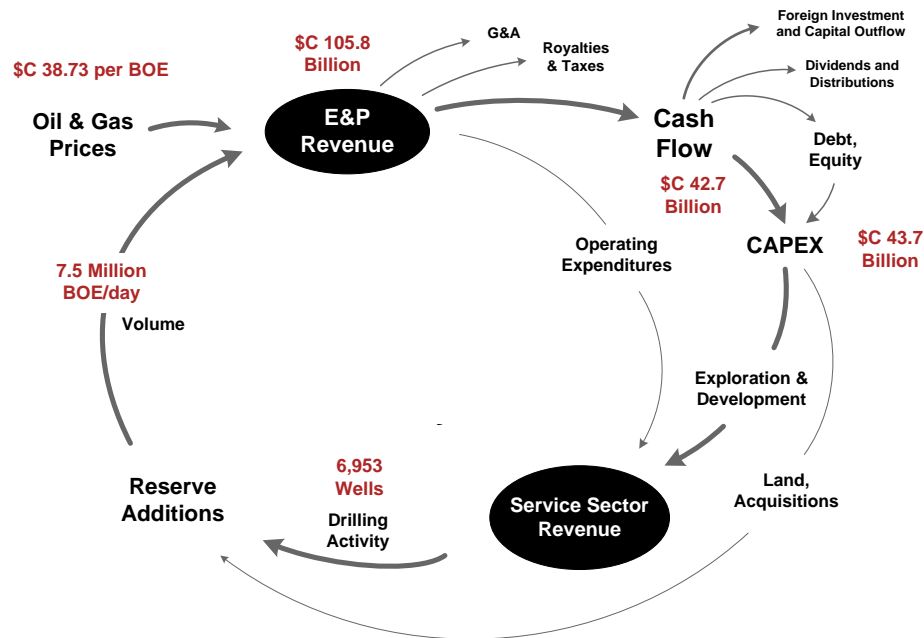 Foreign Investment
and Capital Outflow
G&A
$C 105.8
Billion
Royalties
& Taxes
$C 38.73 per BOE
Dividends and
Distributions
Oil & Gas
Prices
E&P
Revenue
Cash
Flow
Debt,
Equity
$C 42.7
Billion
CAPEX
$C 43.7
Billion
Operating
Expenditures
7.5 Million
BOE/day
Volume
Exploration &
Development
6,953
Wells
Reserve
Additions
Drilling
Activity
Service Sector
Revenue
Land,
Acquisitions